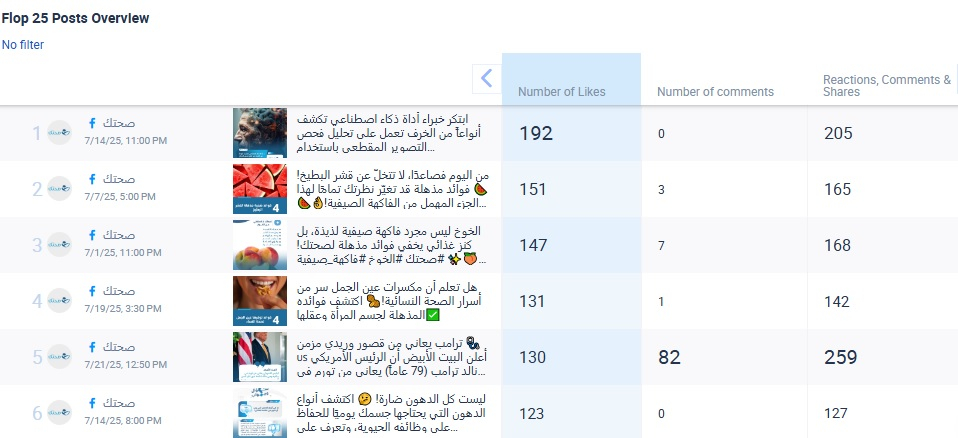 Flop 25 Posts Overview
No filter
Number of Likes
Number of comments
Reactions, Comments &
Shares
1
صحتك
7/14/25, 11:00 PM
ابتكر خبراء أداة ذكاء اصطناعي تكشف
أنواعاً من الخرف تعمل على تحليل فحص
التصوير المقطعي باستخدام...
192
0
205
2
صحتك
7/7/25, 5:00 PM
من اليوم فصاعدًا، لا تتخلّ عن قشر البطيخ!
🍉 فوائد مذهلة قد تغيّر نظرتك تمامًا لهذا
الجزء المهمل من الفاكهة الصيفية!👌🍉🍉...
151
3
165
3
صحتك
7/1/25, 11:00 PM
الخوخ ليس مجرد فاكهة صيفية لذيذة، بل
كنز غذائي يخفي فوائد مذهلة لصحتك!
🍑✨ #صحتك #الخوخ #فاكهة_صيفية...
147
7
168
4
صحتك
7/19/25, 3:30 PM
هل تعلم أن مكسرات عين الجمل سر من
أسرار الصحة النسائية!🥜 اكتشف فوائده
المذهلة لجسم المرأة وعقلها✅
131
1
142
5
صحتك
7/21/25, 12:50 PM
ترامب يعاني من قصور وريدي مزمن
us أعلن البيت الأبيض أن الرئيس الأمريكي
نالد ترامب (79 عاماً) يعاني من تورم في...
130
82
259
6
صحتك
7/14/25, 8:00 PM
ليست كل الدهون ضارة! 🤔 اكتشف أنواع
الدهون التي يحتاجها جسمك يوميًا للحفاظ
على وظائفه الحيوية، وتعرف على...
123
0
127